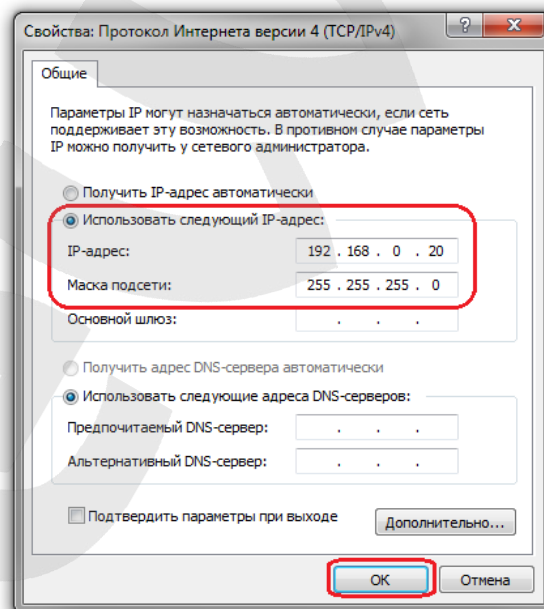 Свойства: Протокол Интернета версии 4 (TCP/IPv4)
Общие
Параметры IP могут назначаться автоматически, если сеть
поддерживает эту возможность. В противном случае параметры
IP можно получить у сетевого администратора.
Получить IP-адрес автоматически
Использовать следующий IP-адрес:
IP-адрес: 192 . 168 . 0 . 20
Маска подсети: 255 . 255 . 255 . 0
Основной шлюз: . . .
Получить адрес DNS-сервера автоматически
Использовать следующие адреса DNS-серверов:
Предпочитаемый DNS-сервер: . . .
Альтернативный DNS-сервер: . . .
Подтвердить параметры при выходе
Дополнительно...
OK Отмена